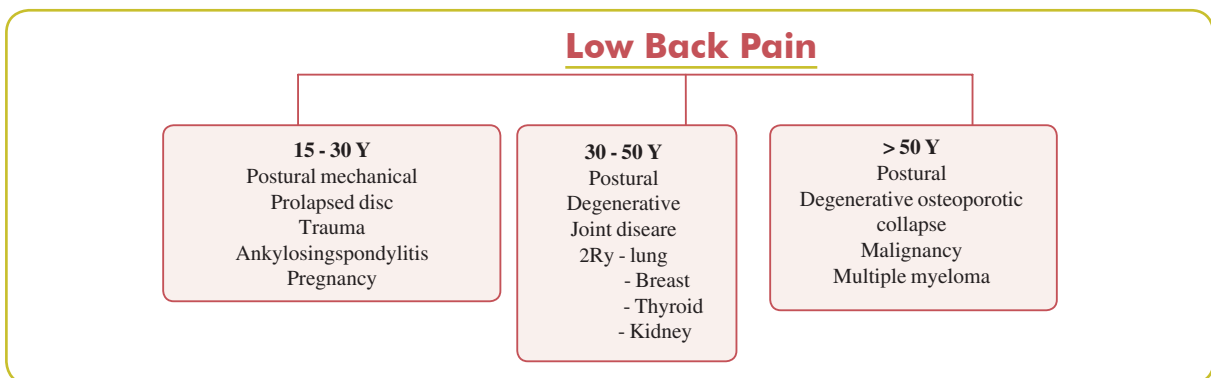 Low Back Pain
15 - 30 Y
Postural mechanical
Prolapsed disc
Trauma
Ankylosingspondylitis
Pregnancy
30 - 50 Y
Postural
Degenerative
Joint diseare
2Ry - lung
- Breast
- Thyroid
- Kidney
> 50 Y
Postural
Degenerative osteoporotic
collapse
Malignancy
Multiple myeloma